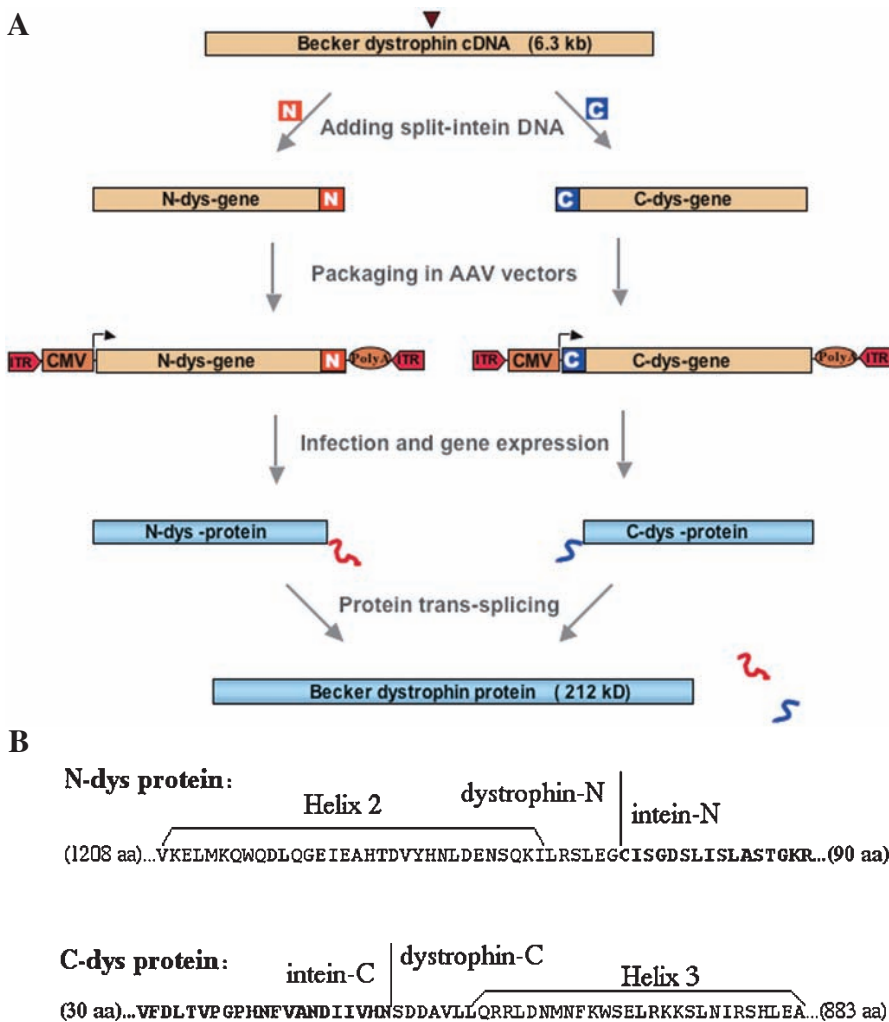 A
Becker dystrophin cDNA (6.3 kb)
N C
Adding split-intein DNA
N-dys-gene N C C-dys-gene
Packaging in AAV vectors
ITR CMV N-dys-gene N PolyA ITR ITR CMV C C-dys-gene PolyA ITR
Infection and gene expression
N-dys -protein C-dys -protein
Protein trans-splicing
Becker dystrophin protein ( 212 kD)
B
N-dys protein:
Helix 2 dystrophin-N intein-N
(1208 aa)...VKELMKQWQDLQGEIEAHTDVYHNLDENSQKILRSLEGCISGDSLISLASTGKR...(90 aa)
C-dys protein:
intein-C dystrophin-C Helix 3
(30 aa)...VFDLTVPGPHNFVANDIIVHNSDDAVLLQRRLDNMNFKWSELRKKSLNIRSHLEA...(883 aa)